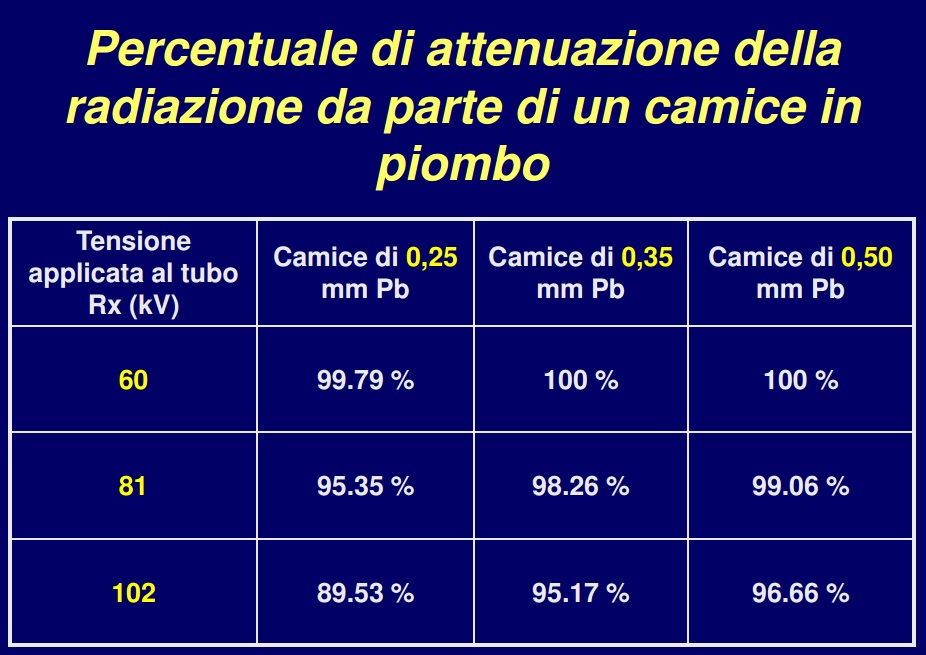 Percentuale di attenuazione della
radiazione da parte di un camice in
piombo
Tensione
applicata al tubo
Rx (kV)
Camice di 0,25
mm Pb
Camice di 0,35
mm Pb
Camice di 0,50
mm Pb
60
99.79 %
100 %
100 %
81
95.35 %
98.26 %
99.06 %
102
89.53 %
95.17 %
96.66 %